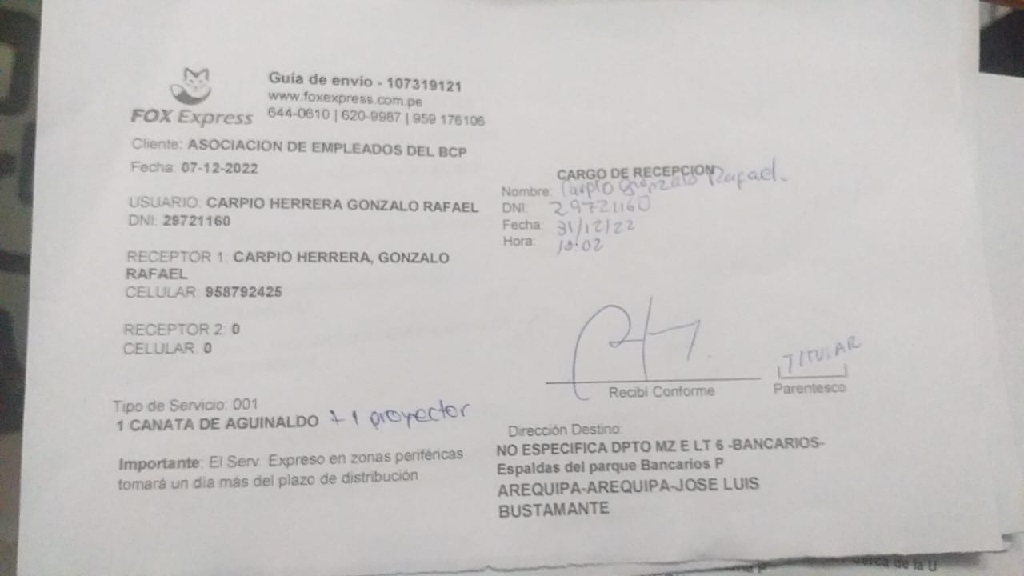 FOX Express
Guía de envio - 107319121
www.foxexpress.com.pe
644-0610 | 620-9987 | 959 176106
Cliente: ASOCIACION DE EMPLEADOS DEL BCP
Fecha: 07-12-2022
USUARIO: CARPIO HERRERA GONZALO RAFAEL
DNI: 29721160
RECEPTOR 1: CARPIO HERRERA, GONZALO
RAFAEL
CELULAR: 958792425
RECEPTOR 2: 0
CELULAR: 0
Tipo de Servicio: 001
1 CANATA DE AGUINALDO + 1 proyector
Importante: El Serv. Expreso en zonas periféricas
tomará un día más del plazo de distribución
CARGO DE RECEPCION
Nombre: Carpio Gonzalo Rafael.
DNI: 29721160
Fecha: 31/12/22
Hora: 10:02
Recibi Conforme
TITULAR
Parentesco
Dirección Destino:
NO ESPECIFICA DPTO MZ E LT 6 -BANCARIOS-
Espaldas del parque Bancarios P
AREQUIPA-AREQUIPA-JOSE LUIS
BUSTAMANTE